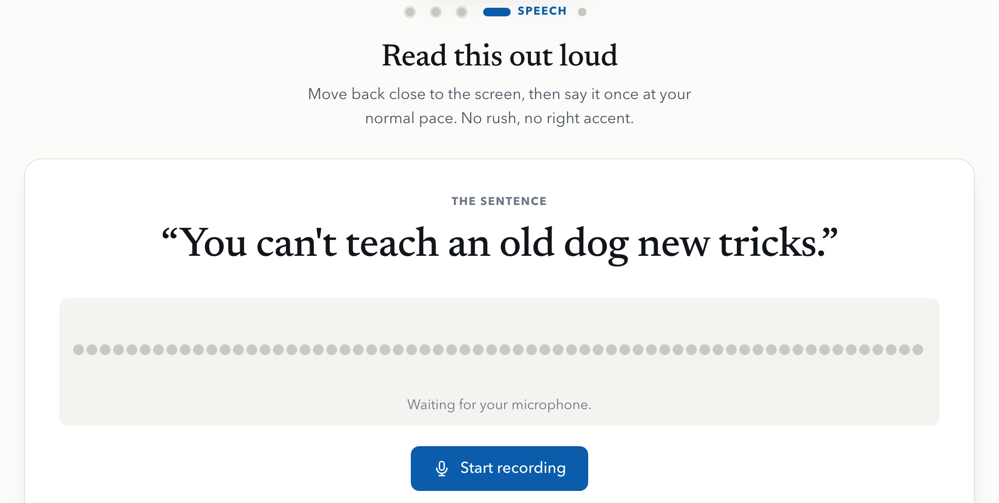 SPEECH
Read this out loud
Move back close to the screen, then say it once at your
normal pace. No rush, no right accent.
THE SENTENCE
“You can't teach an old dog new tricks.”
Waiting for your microphone.
Start recording